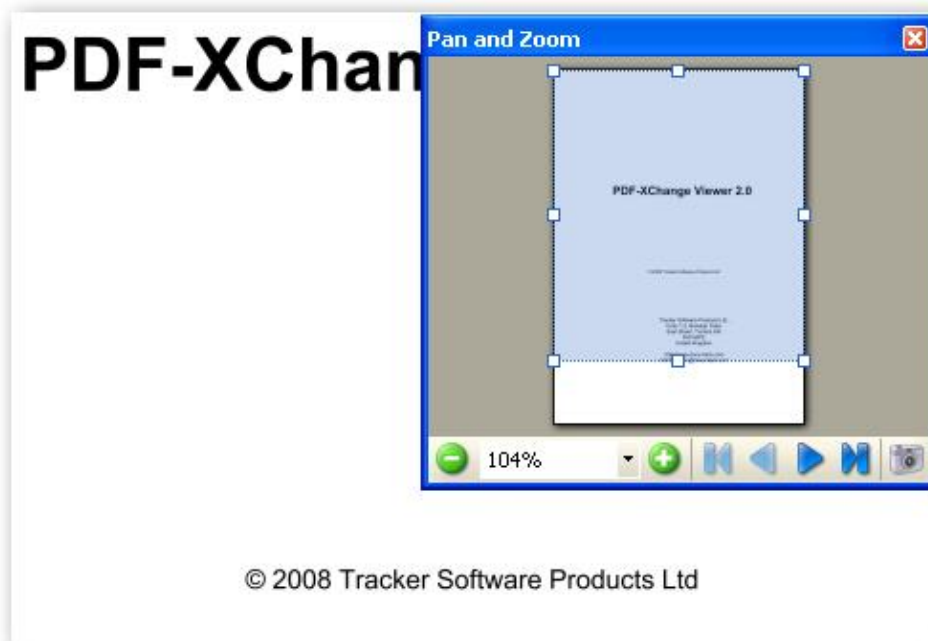 PDF-XChan
Pan and Zoom
PDF-XChange Viewer 2.0
104%
© 2008 Tracker Software Products Ltd